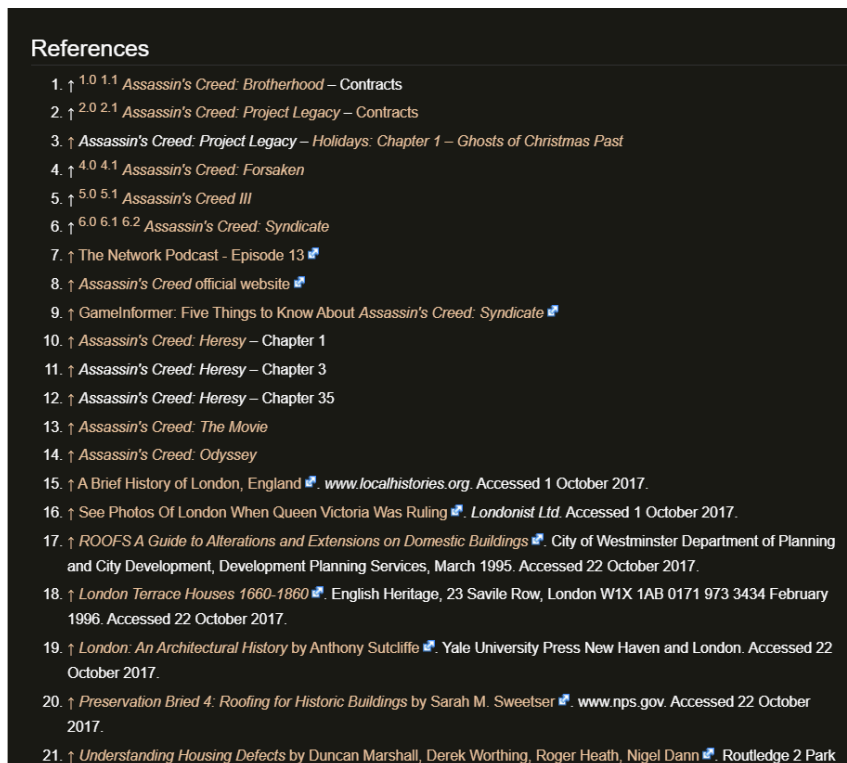 References
1. ↑ 1.0 1.1 Assassin's Creed: Brotherhood – Contracts
2. ↑ 2.0 2.1 Assassin's Creed: Project Legacy – Contracts
3. ↑ Assassin's Creed: Project Legacy – Holidays: Chapter 1 – Ghosts of Christmas Past
4. ↑ 4.0 4.1 Assassin's Creed: Forsaken
5. ↑ 5.0 5.1 Assassin's Creed III
6. ↑ 6.0 6.1 6.2 Assassin's Creed: Syndicate
7. ↑ The Network Podcast - Episode 13
8. ↑ Assassin's Creed official website
9. ↑ GameInformer: Five Things to Know About Assassin's Creed: Syndicate
10. ↑ Assassin's Creed: Heresy – Chapter 1
11. ↑ Assassin's Creed: Heresy – Chapter 3
12. ↑ Assassin's Creed: Heresy – Chapter 35
13. ↑ Assassin's Creed: The Movie
14. ↑ Assassin's Creed: Odyssey
15. ↑ A Brief History of London, England. www.localhistories.org. Accessed 1 October 2017.
16. ↑ See Photos Of London When Queen Victoria Was Ruling. Londonist Ltd. Accessed 1 October 2017.
17. ↑ ROOFS A Guide to Alterations and Extensions on Domestic Buildings. City of Westminster Department of Planning
and City Development, Development Planning Services, March 1995. Accessed 22 October 2017.
18. ↑ London Terrace Houses 1660-1860. English Heritage, 23 Savile Row, London W1X 1AB 0171 973 3434 February
1996. Accessed 22 October 2017.
19. ↑ London: An Architectural History by Anthony Sutcliffe. Yale University Press New Haven and London. Accessed 22
October 2017.
20. ↑ Preservation Bried 4: Roofing for Historic Buildings by Sarah M. Sweetser. www.nps.gov. Accessed 22 October
2017.
21. ↑ Understanding Housing Defects by Duncan Marshall, Derek Worthing, Roger Heath, Nigel Dann. Routledge 2 Park